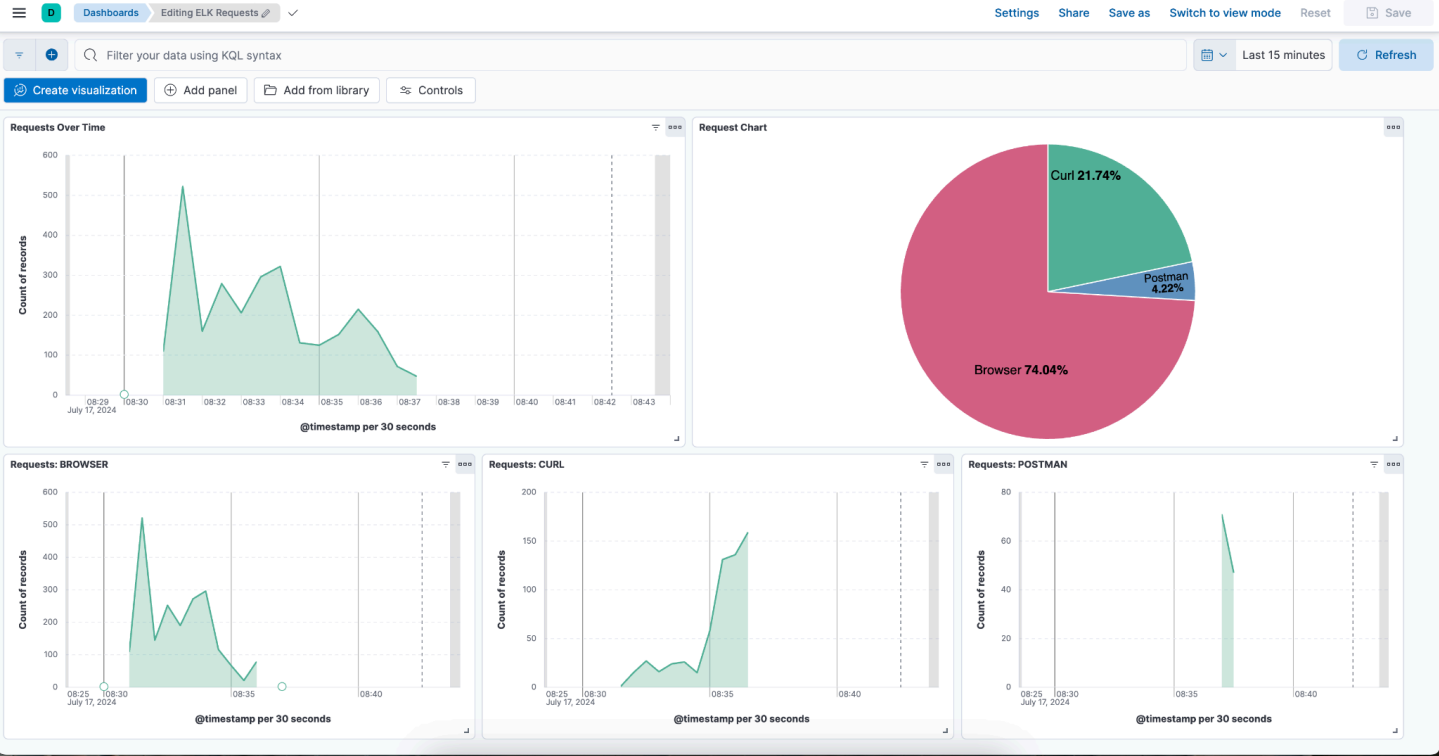 D Dashboards Editing ELK Requests Settings Share Save as Switch to view mode Reset Save
Filter your data using KQL syntax Last 15 minutes Refresh
Create visualization Add panel Add from library Controls
Requests Over Time
600
500
400
300
200
100
0
Count of records
08:29 08:30 08:31 08:32 08:33 08:34 08:35 08:36 08:37 08:38 08:39 08:40 08:41 08:42 08:43
July 17, 2024
@timestamp per 30 seconds
Request Chart
Curl 21.74%
Postman
4.22%
Browser 74.04%
Requests: BROWSER
600
500
400
300
200
100
0
Count of records
08:25 08:30 08:35 08:40
July 17, 2024
@timestamp per 30 seconds
Requests: CURL
200
150
100
50
0
Count of records
08:25 08:30 08:35 08:40
July 17, 2024
@timestamp per 30 seconds
Requests: POSTMAN
80
60
40
20
0
Count of records
08:25 08:30 08:35 08:40
July 17, 2024
@timestamp per 30 seconds